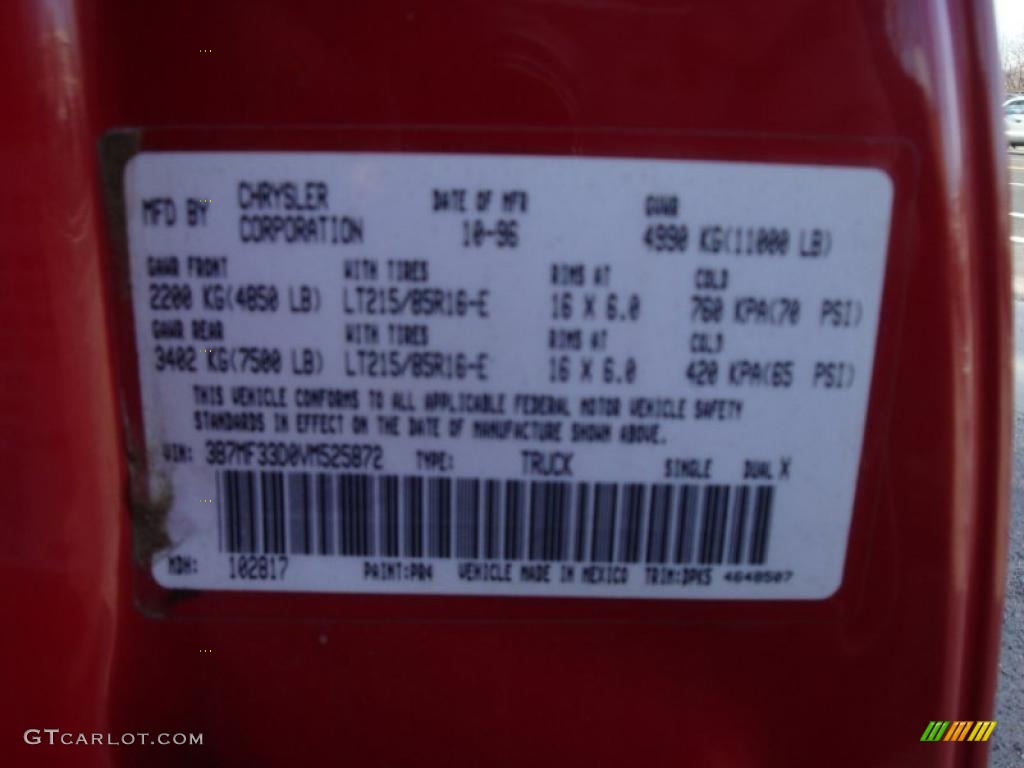 MFD BY CHRYSLER CORPORATION DATE OF MFR 10-96 GVWR 4990 KG(11000 LB)
GAWR FRONT WITH TIRES RIMS AT COLD
2200 KG(4850 LB) LT215/85R16-E 16 X 6.0 760 KPA(70 PSI)
GAWR REAR WITH TIRES RIMS AT COLD
3402 KG(7500 LB) LT215/85R16-E 16 X 6.0 420 KPA(65 PSI)
THIS VEHICLE CONFORMS TO ALL APPLICABLE FEDERAL MOTOR VEHICLE SAFETY
STANDARDS IN EFFECT ON THE DATE OF MANUFACTURE SHOWN ABOVE.
VIN: 3B7MF33D0VM525872 TYPE: TRUCK SINGLE DUAL X
MDH: 102817 PAINT:PR4 VEHICLE MADE IN MEXICO TRIM:DPK5 4648507
GTCARLOT.COM